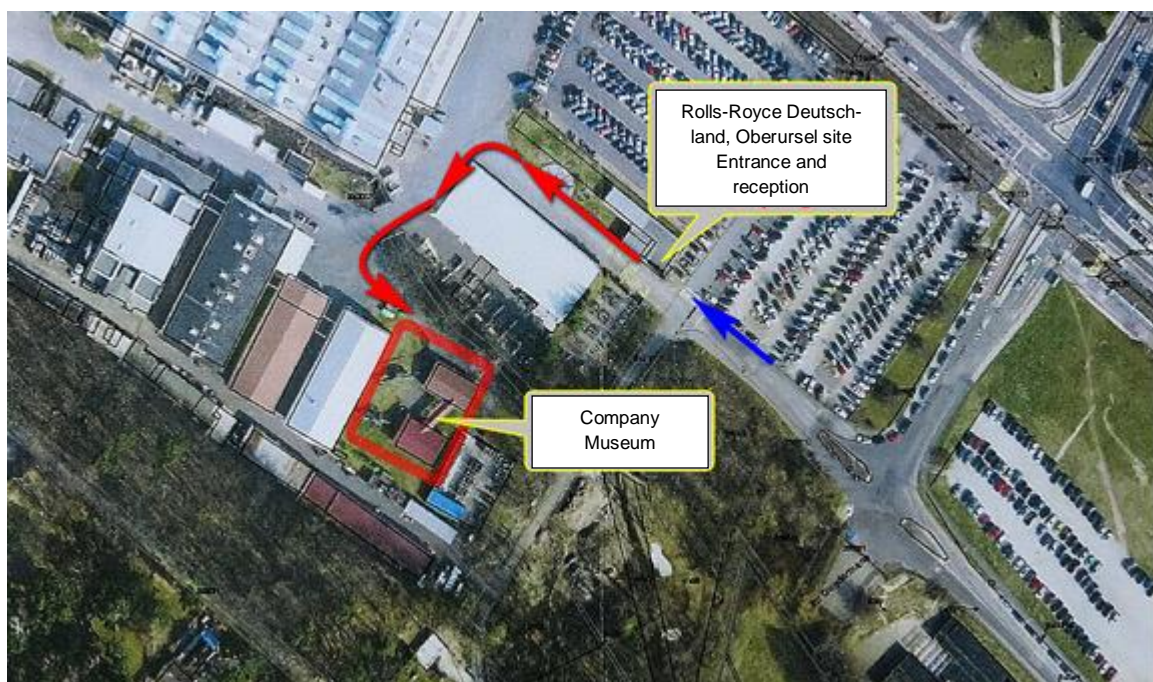 Rolls-Royce Deutsch-
land, Oberursel site
Entrance and
reception
Company
Museum